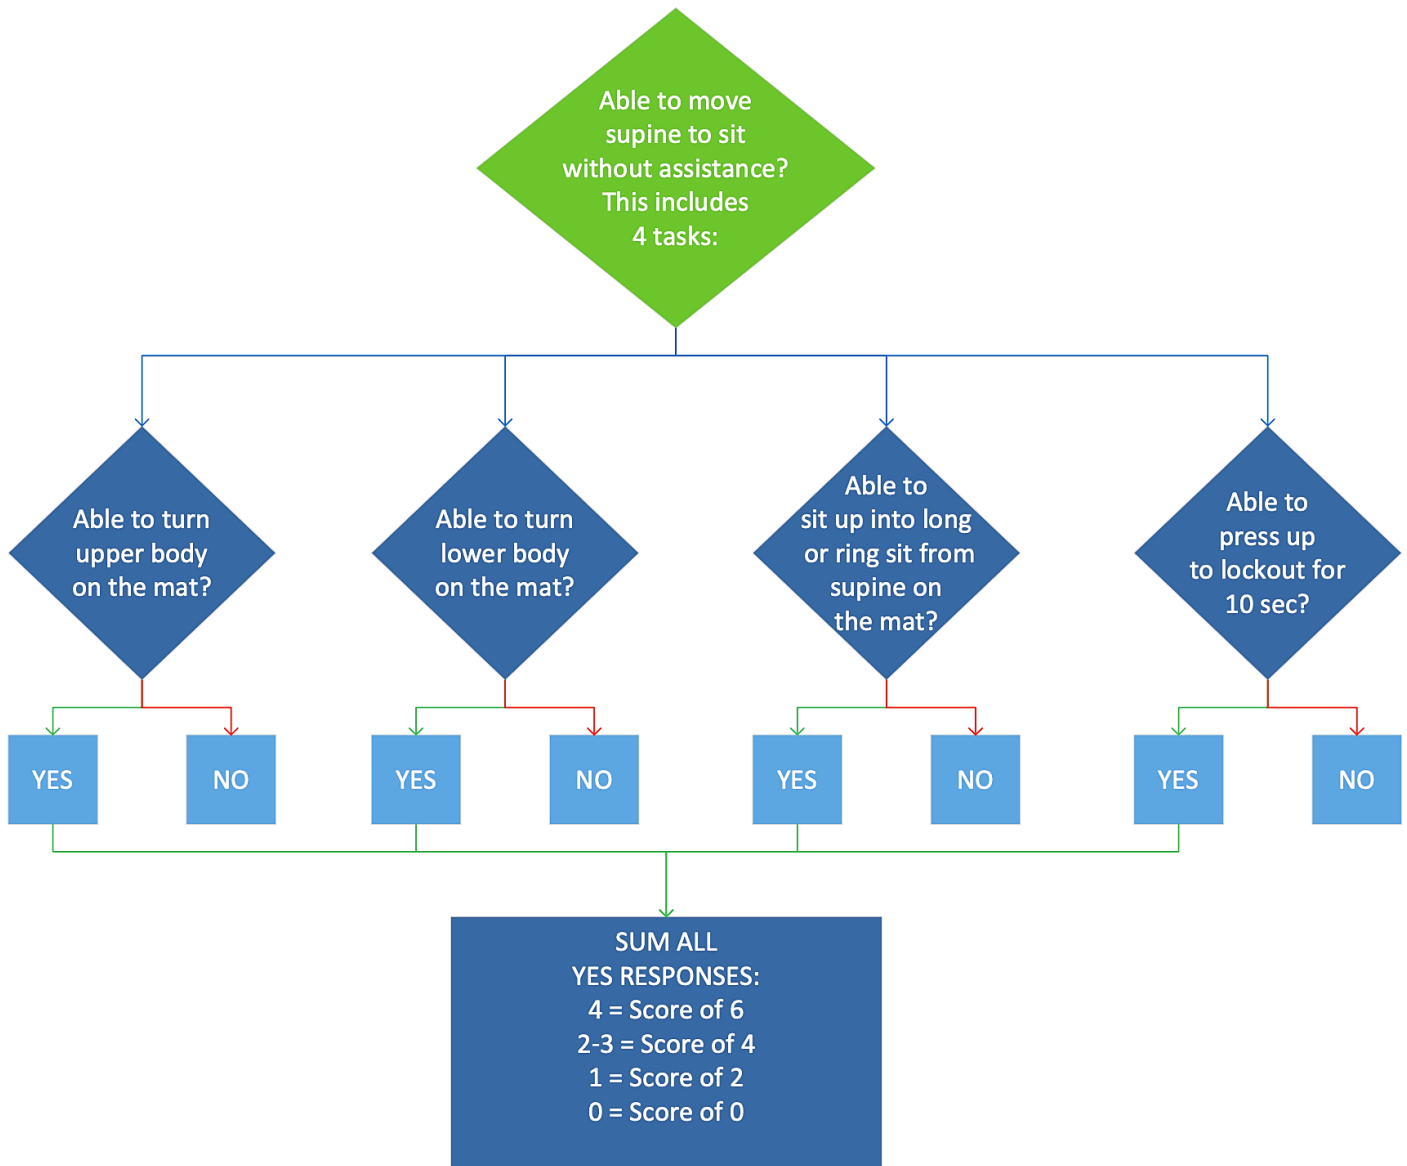 Able to move
supine to sit
without assistance?
This includes
4 tasks:
Able to turn
upper body
on the mat?
Able to turn
lower body
on the mat?
Able to
sit up into long
or ring sit from
supine on
the mat?
Able to
press up
to lockout for
10 sec?
YES
NO
YES
NO
YES
NO
YES
NO
SUM ALL
YES RESPONSES:
4 = Score of 6
2-3 = Score of 4
1 = Score of 2
0 = Score of 0